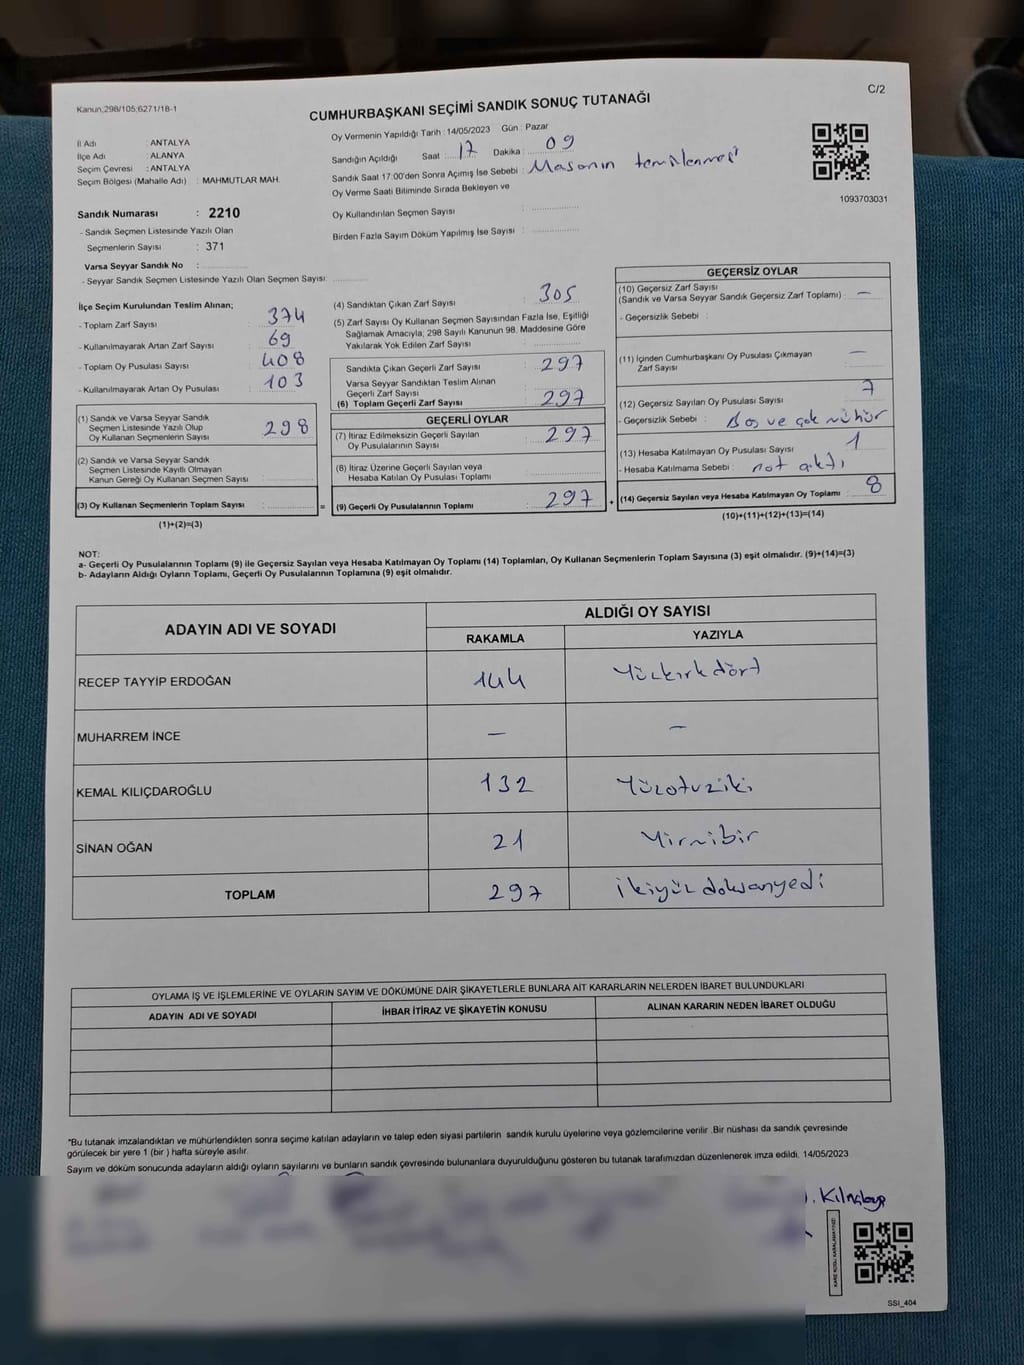 Kanun;298/105;6271/18-1
C/2
CUMHURBAŞKANI SEÇİMİ SANDIK SONUÇ TUTANAĞI
İl Adı : ANTALYA
İlçe Adı : ALANYA
Seçim Çevresi : ANTALYA
Seçim Bölgesi (Mahalle Adı) : MAHMUTLAR MAH.
Oy Vermenin Yapıldığı Tarih : 14/05/2023 Gün : Pazar
Sandığın Açıldığı Saat : 17 Dakika : 09
Sandık Saat 17:00'den Sonra Açımış İse Sebebi : Masanın temizlenmesi
Oy Verme Saati Bitiminde Sırada Bekleyen ve
Oy Kullandırılan Seçmen Sayısı :
Birden Fazla Sayım Döküm Yapılmış İse Sayısı :
1093703031
Sandık Numarası : 2210
- Sandık Seçmen Listesinde Yazılı Olan
Seçmenlerin Sayısı : 371
Varsa Seyyar Sandık No :
- Seyyar Sandık Seçmen Listesinde Yazılı Olan Seçmen Sayısı:
İlçe Seçim Kurulundan Teslim Alınan;
- Toplam Zarf Sayısı : 374
- Kullanılmayarak Artan Zarf Sayısı : 69
- Toplam Oy Pusulası Sayısı : 408
- Kullanılmayarak Artan Oy Pusulası : 103
(1) Sandık ve Varsa Seyyar Sandık
Seçmen Listesinde Yazılı Olup
Oy Kullanan Seçmenlerin Sayısı : 298
(2) Sandık ve Varsa Seyyar Sandık
Seçmen Listesinde Kayıtlı Olmayan
Kanun Gereği Oy Kullanan Seçmen Sayısı :
(3) Oy Kullanan Seçmenlerin Toplam Sayısı :
(1)+(2)=(3)
(4) Sandıktan Çıkan Zarf Sayısı : 305
(5) Zarf Sayısı Oy Kullanan Seçmen Sayısından Fazla İse, Eşitliği
Sağlamak Amacıyla; 298 Sayılı Kanunun 98. Maddesine Göre
Yakılarak Yok Edilen Zarf Sayısı :
Sandıkta Çıkan Geçerli Zarf Sayısı : 297
Varsa Seyyar Sandıktan Teslim Alınan
Geçerli Zarf Sayısı :
(6) Toplam Geçerli Zarf Sayısı : 297
GEÇERLİ OYLAR
(7) İtiraz Edilmeksizin Geçerli Sayılan
Oy Pusulalarının Sayısı : 297
(8) İtiraz Üzerine Geçerli Sayılan veya
Hesaba Katılan Oy Pusulası Toplamı :
= (9) Geçerli Oy Pusulalarının Toplamı : 297 +
GEÇERSİZ OYLAR
(10) Geçersiz Zarf Sayısı
(Sandık ve Varsa Seyyar Sandık Geçersiz Zarf Toplamı) : –
- Geçersizlik Sebebi :
(11) İçinden Cumhurbaşkanı Oy Pusulası Çıkmayan
Zarf Sayısı : –
(12) Geçersiz Sayılan Oy Pusulası Sayısı : 7
- Geçersizlik Sebebi : Boş ve çok mühür
(13) Hesaba Katılmayan Oy Pusulası Sayısı : 1
- Hesaba Katılmama Sebebi : not çıktı
(14) Geçersiz Sayılan veya Hesaba Katılmayan Oy Toplamı : 8
(10)+(11)+(12)+(13)=(14)
NOT:
a- Geçerli Oy Pusulalarının Toplamı (9) ile Geçersiz Sayılan veya Hesaba Katılmayan Oy Toplamı (14) Toplamları, Oy Kullanan Seçmenlerin Toplam Sayısına (3) eşit olmalıdır. (9)+(14)=(3)
b- Adayların Aldığı Oyların Toplamı, Geçerli Oy Pusulalarının Toplamına (9) eşit olmalıdır.
ADAYIN ADI VE SOYADI
ALDIĞI OY SAYISI
RAKAMLA YAZIYLA
RECEP TAYYİP ERDOĞAN 144 Yüzkırkdört
MUHARREM İNCE – –
KEMAL KILIÇDAROĞLU 132 Yüzotuziki
SİNAN OĞAN 21 Yirmibir
TOPLAM 297 ikiyüzdoksanyedi
OYLAMA İŞ VE İŞLEMLERİNE VE OYLARIN SAYIM VE DÖKÜMÜNE DAİR ŞİKAYETLERLE BUNLARA AİT KARARLARIN NELERDEN İBARET BULUNDUKLARI
ADAYIN ADI VE SOYADI İHBAR İTİRAZ VE ŞİKAYETİN KONUSU ALINAN KARARIN NEDEN İBARET OLDUĞU
*Bu tutanak imzalandıktan ve mühürlendikten sonra seçime katılan adayların ve talep eden siyasi partilerin sandık kurulu üyelerine veya gözlemcilerine verilir .Bir nüshası da sandık çevresinde
görülecek bir yere 1 (bir ) hafta süreyle asılır.
Sayım ve döküm sonucunda adayların aldığı oyların sayılarını ve bunların sandık çevresinde bulunanlara duyurulduğunu gösteren bu tutanak tarafımızdan düzenlenerek imza edildi. 14/05/2023
SSİ_404